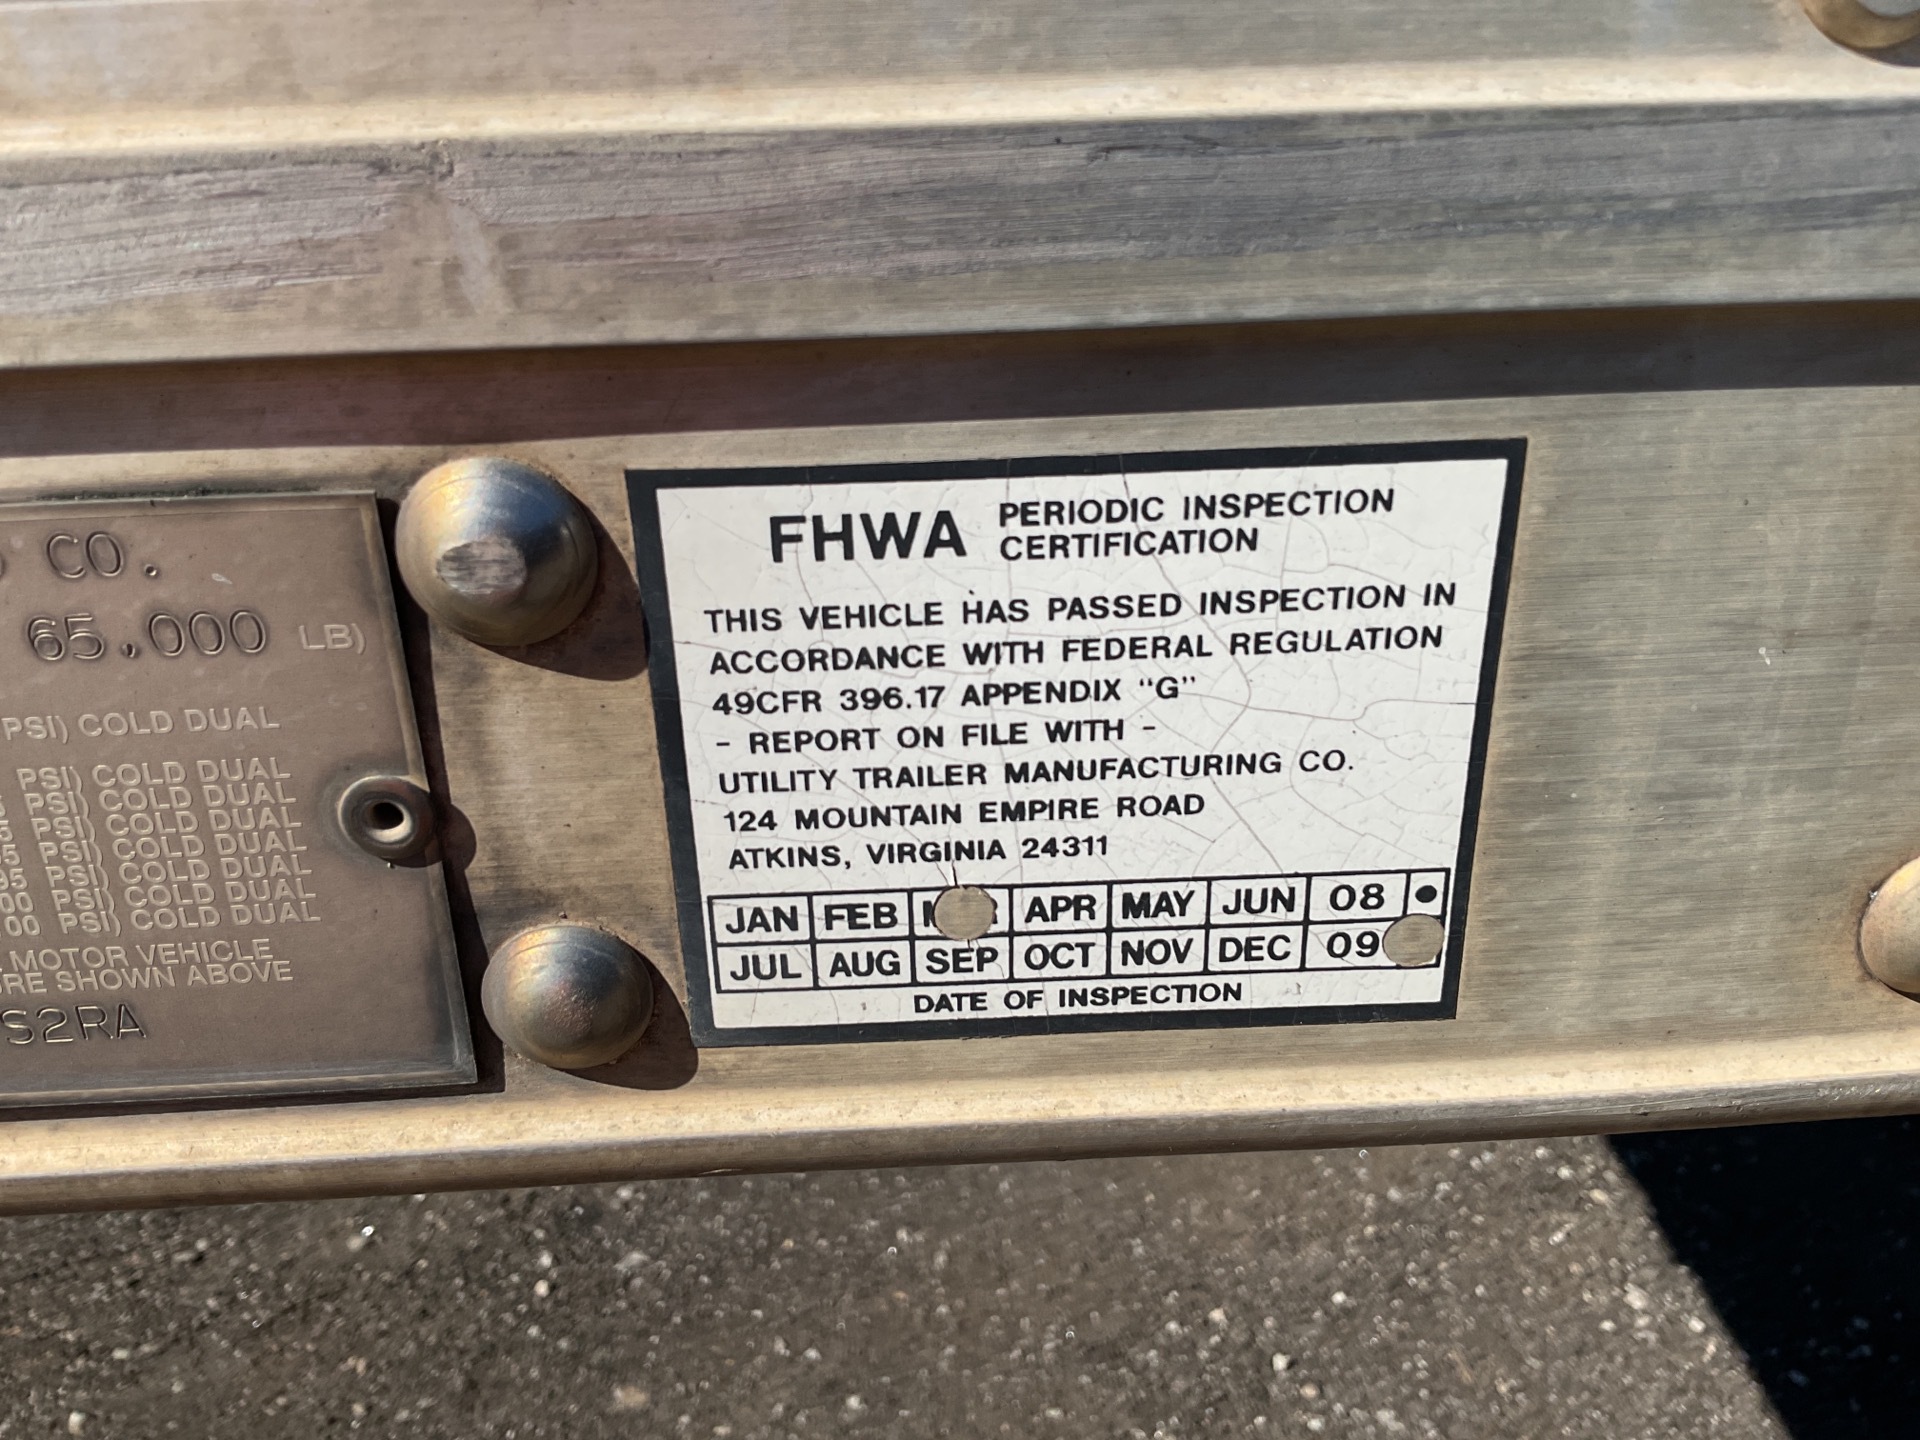 CO.
65,000 LB)
PSI) COLD DUAL
PSI) COLD DUAL
PSI) COLD DUAL
PSI) COLD DUAL
PSI) COLD DUAL
PSI) COLD DUAL
PSI) COLD DUAL
PSI) COLD DUAL
MOTOR VEHICLE
SHOWN ABOVE
S2RA
FHWA PERIODIC INSPECTION
CERTIFICATION
THIS VEHICLE HAS PASSED INSPECTION IN
ACCORDANCE WITH FEDERAL REGULATION
49CFR 396.17 APPENDIX "G"
- REPORT ON FILE WITH -
UTILITY TRAILER MANUFACTURING CO.
124 MOUNTAIN EMPIRE ROAD
ATKINS, VIRGINIA 24311
JAN FEB APR MAY JUN 08 ●
JUL AUG SEP OCT NOV DEC 09
DATE OF INSPECTION